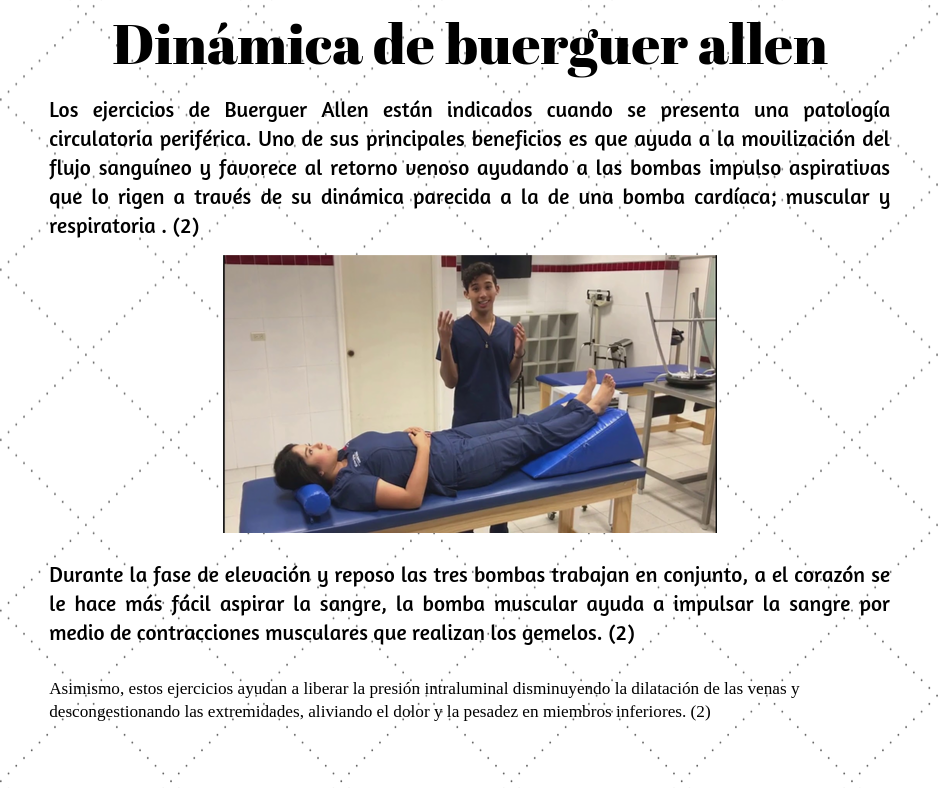 Dinámica de buerguer allen
Los ejercicios de Buerguer Allen están indicados cuando se presenta una patología
circulatoria periférica. Uno de sus principales beneficios es que ayuda a la movilización del
flujo sanguíneo y favorece al retorno venoso ayudando a las bombas impulso aspirativas
que lo rigen a través de su dinámica parecida a la de una bomba cardíaca; muscular y
respiratoria . (2)
Durante la fase de elevación y reposo las tres bombas trabajan en conjunto, a el corazón se
le hace más fácil aspirar la sangre, la bomba muscular ayuda a impulsar la sangre por
medio de contracciones musculares que realizan los gemelos. (2)
Asimismo, estos ejercicios ayudan a liberar la presión intraluminal disminuyendo la dilatación de las venas y
descongestionando las extremidades, aliviando el dolor y la pesadez en miembros inferiores. (2)